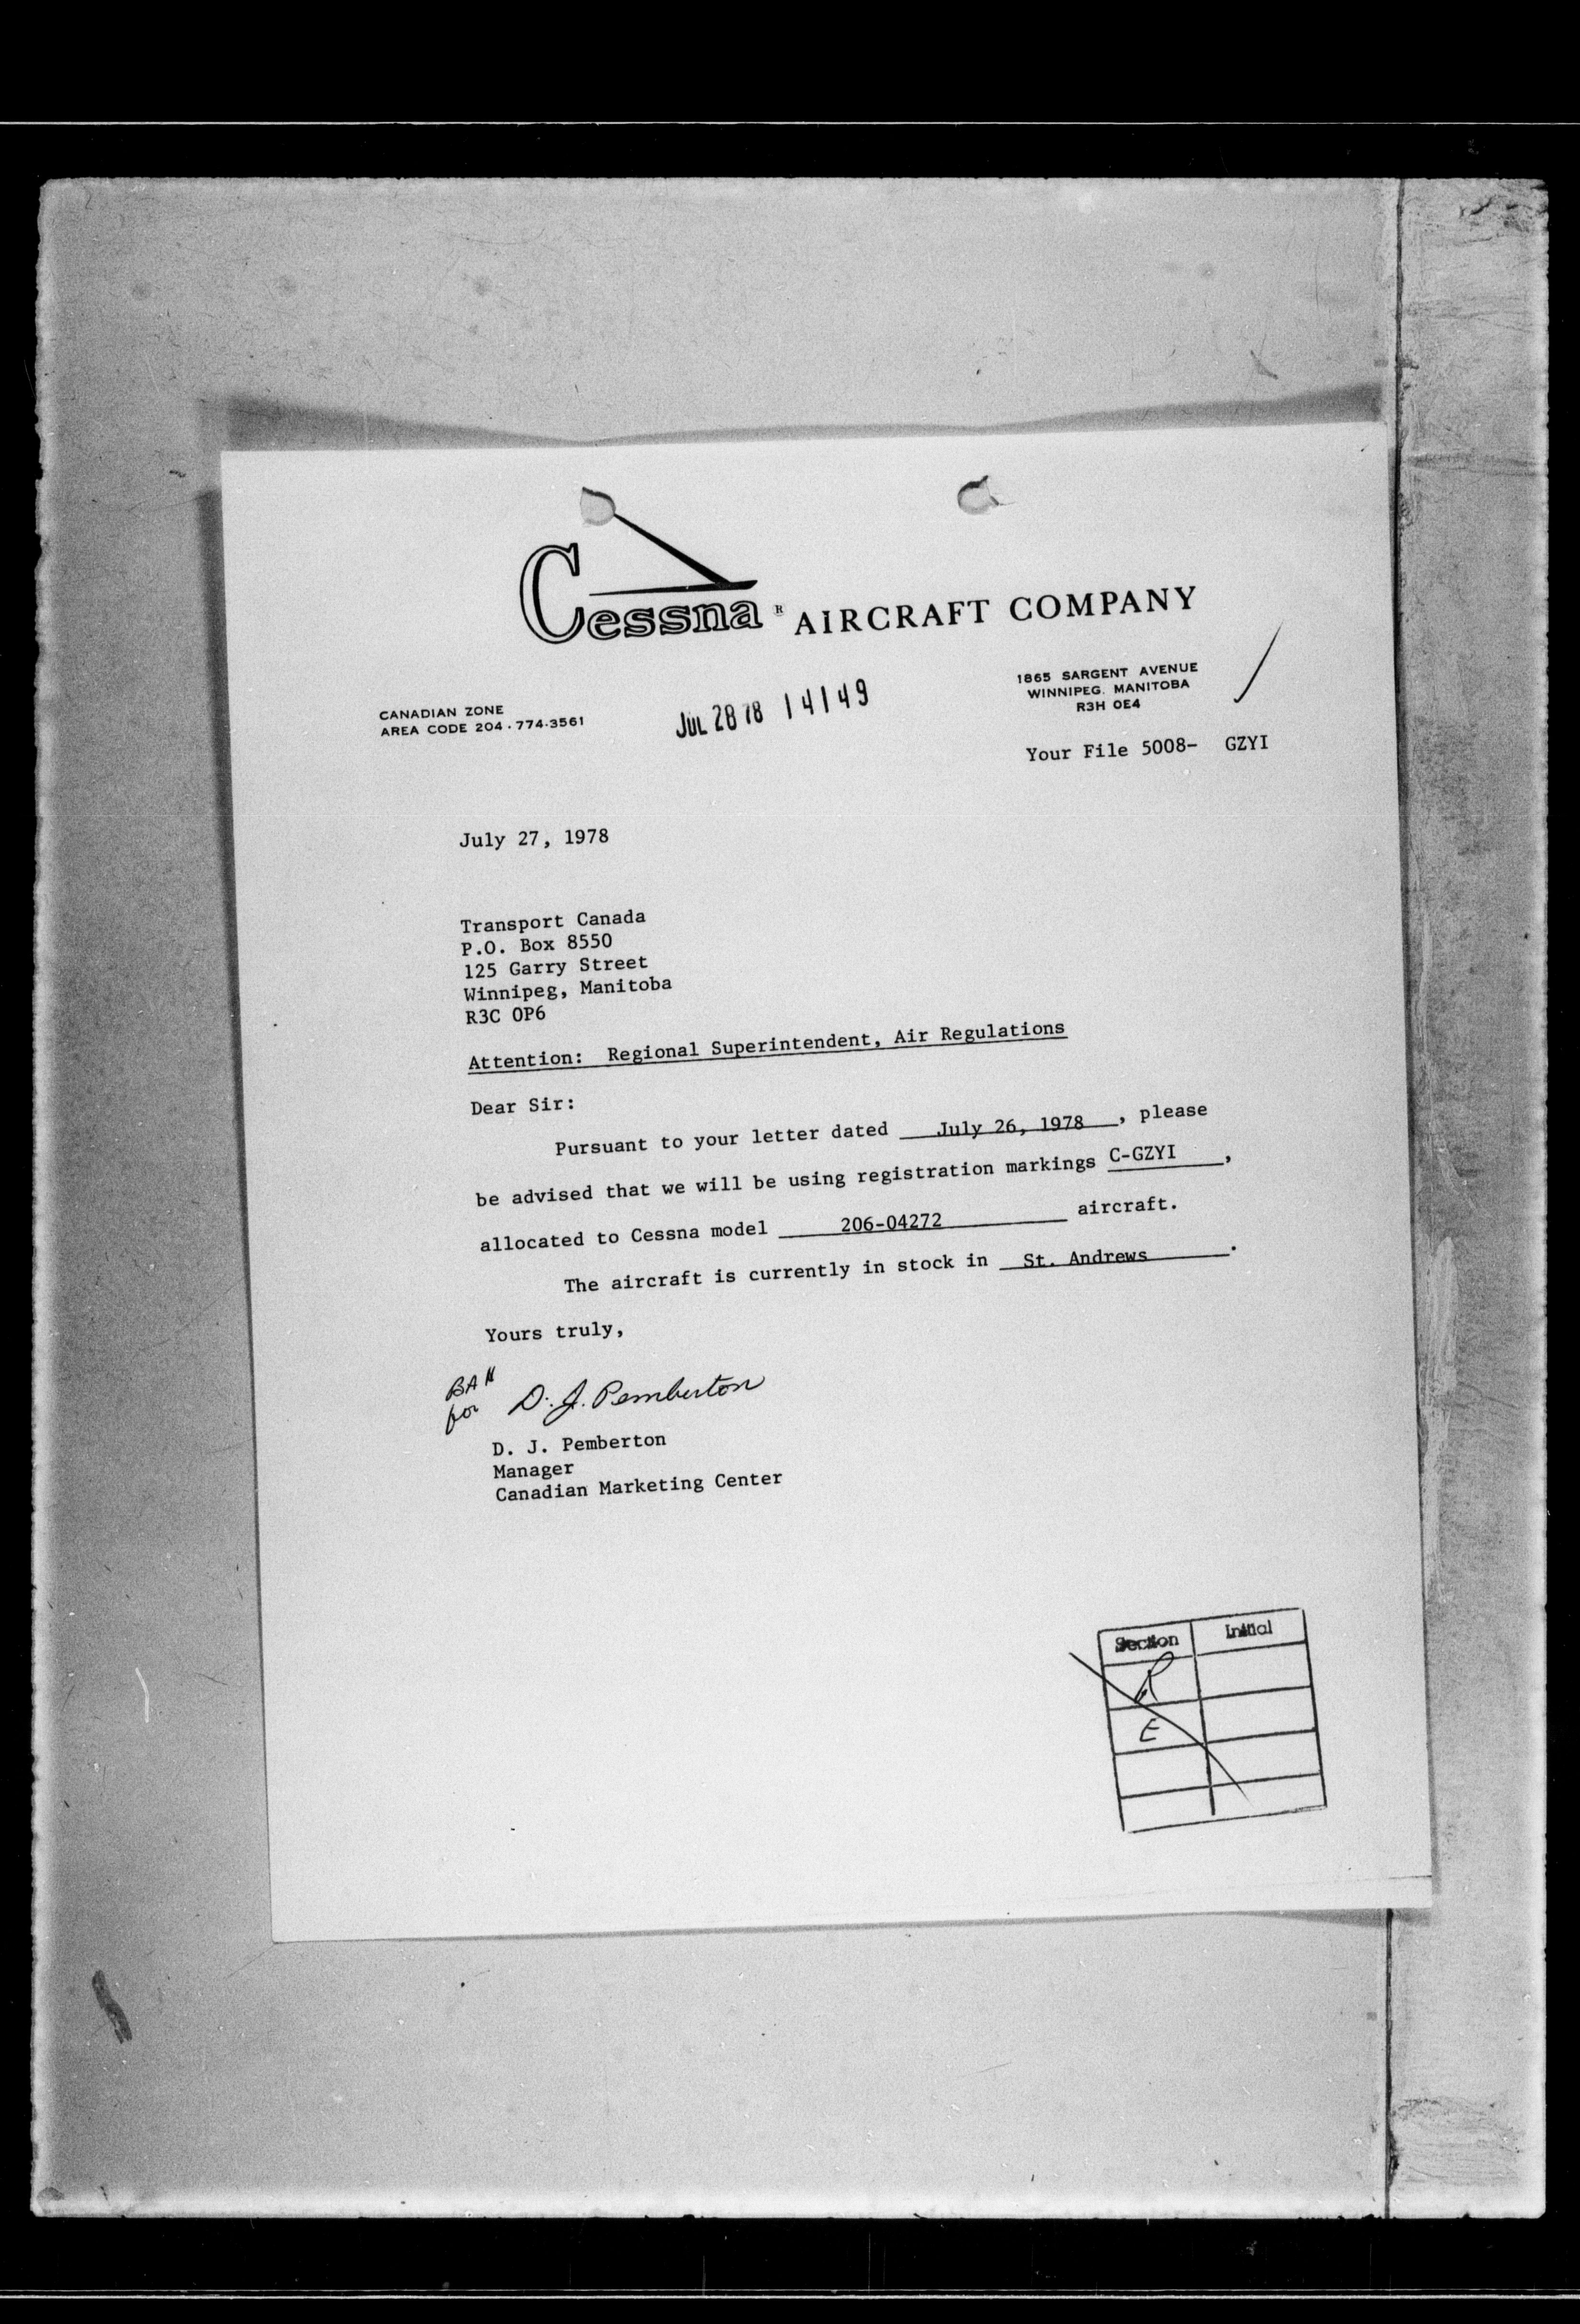 Cessna® AIRCRAFT COMPANY
1865 SARGENT AVENUE
WINNIPEG, MANITOBA
R3H 0E4
CANADIAN ZONE
AREA CODE 204 · 774-3561
JUL 28 78 14 49
Your File 5008- GZYI
July 27, 1978
Transport Canada
P.O. Box 8550
125 Garry Street
Winnipeg, Manitoba
R3C OP6
Attention: Regional Superintendent, Air Regulations
Dear Sir:
Pursuant to your letter dated July 26, 1978, please
be advised that we will be using registration markings C-GZYI,
allocated to Cessna model 206-04272 aircraft.
The aircraft is currently in stock in St. Andrews.
Yours truly,
for D. J. Pemberton
D. J. Pemberton
Manager
Canadian Marketing Center
Section Initial
R
E